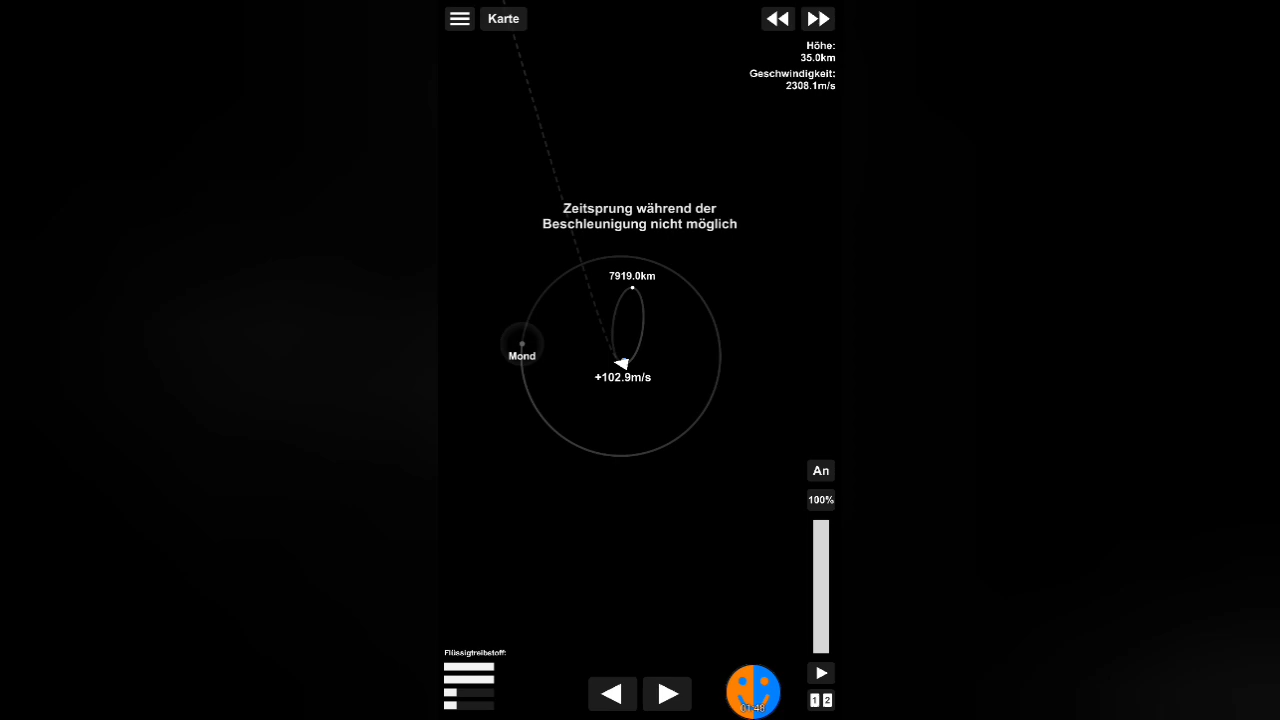 Karte
Höhe:
35.0km
Geschwindigkeit:
2308.1m/s
Zeitsprung während der
Beschleunigung nicht möglich
7919.0km
Mond
+102.9m/s
An
100%
Flüssigtreibstoff:
1 2